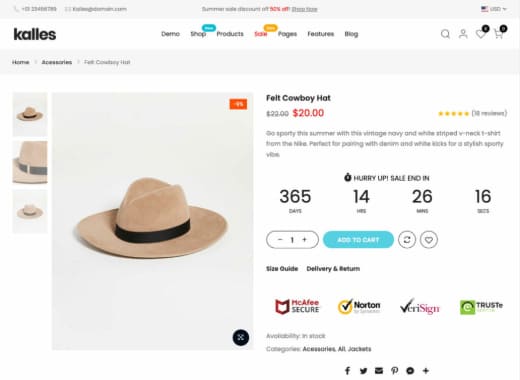 +01 23456789
Kalles@domain.com
Summer sale discount off 50% off! Shop Now
USD
kalles
Demo
Shop
New
Products
Sale
New
Pages
Features
Blog
0
0
Home > Acessories > Felt Cowboy Hat
-9%
Felt Cowboy Hat
$22.00 $20.00
(18 reviews)
Go sporty this summer with this vintage navy and white striped v-neck t-shirt
from the Nike. Perfect for pairing with denim and white kicks for a stylish sporty
vibe.
HURRY UP! SALE END IN
365
14
26
16
DAYS
HRS
MINS
SECS
− 1 +
ADD TO CART
Size Guide
Delivery & Return
McAfee
SECURE
Norton
by Symantec
VeriSign
TRUSTe
Availability: In stock
Categories: Acessories, All, Jackets